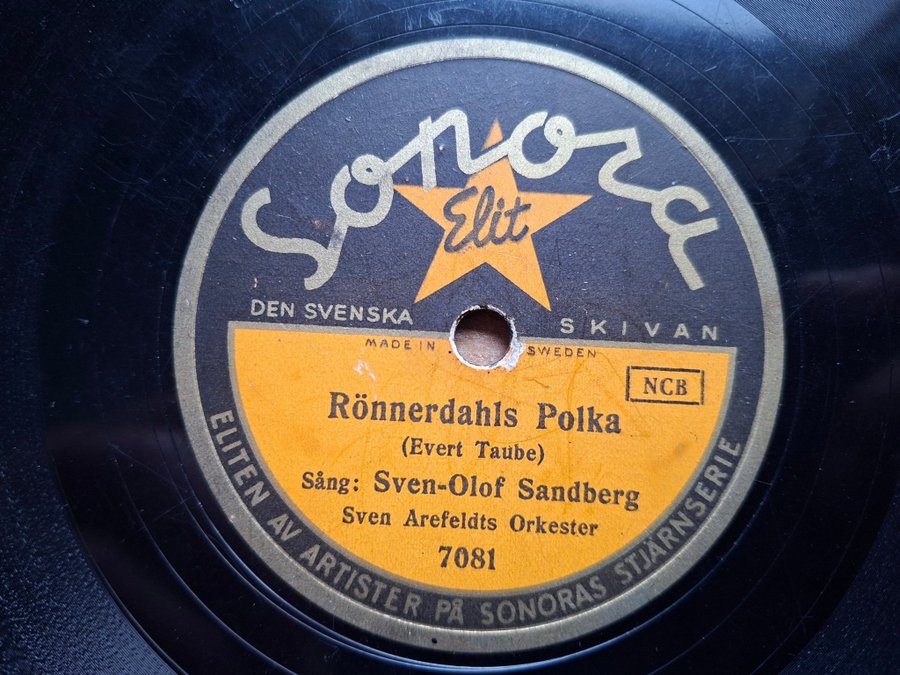 Sonora
Elit
DEN SVENSKA SKIVAN
MADE IN SWEDEN
NCB
Rönnerdahls Polka
(Evert Taube)
Sång: Sven-Olof Sandberg
Sven Arefeldts Orkester
7081
ELITEN AV ARTISTER PÅ SONORAS STJÄRNSERIE